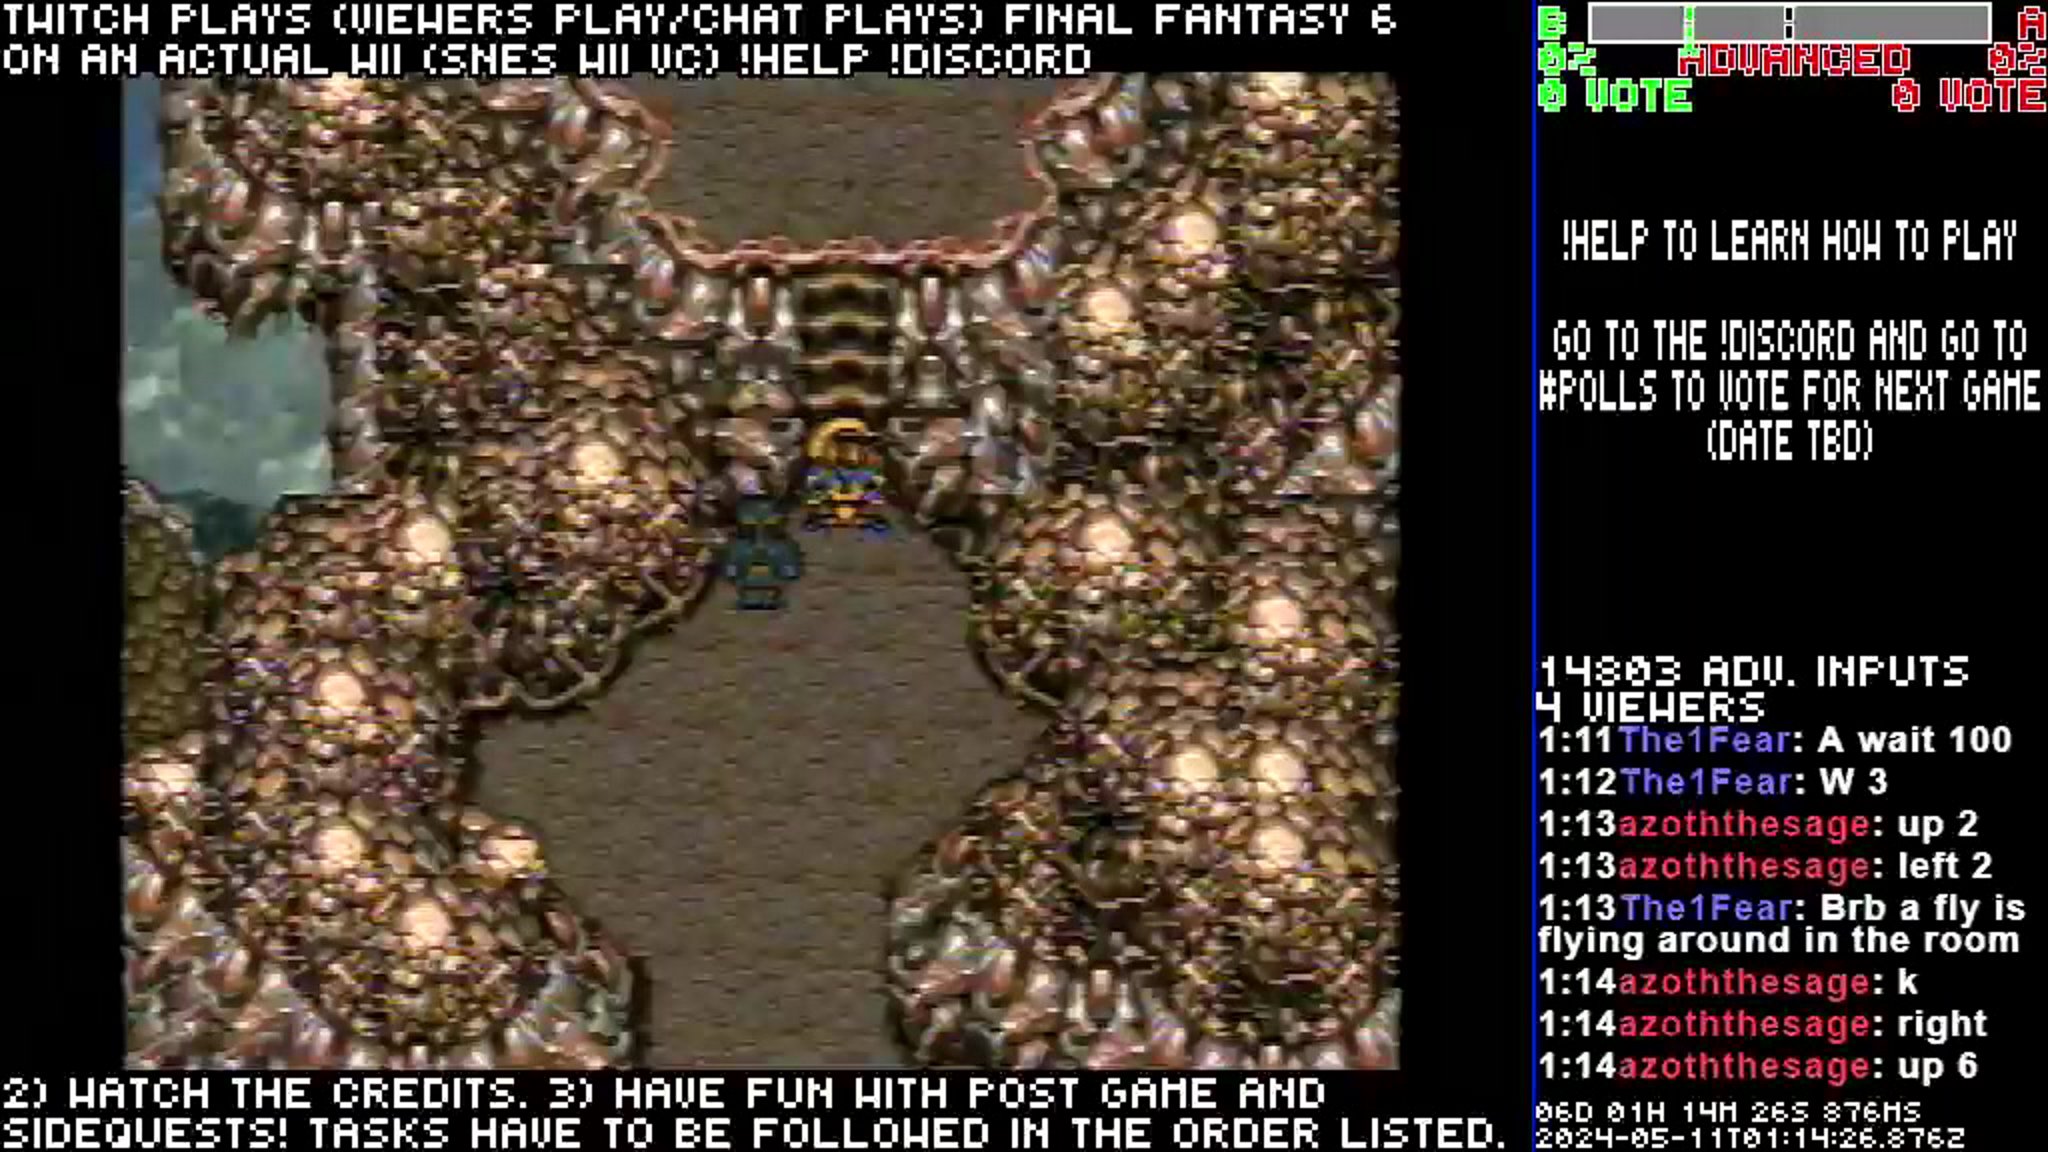 TWITCH PLAYS (VIEWERS PLAY/CHAT PLAYS) FINAL FANTASY 6
ON AN ACTUAL WII (SNES WII VC) !HELP !DISCORD
B A
0% ADVANCED 0%
0 VOTE 0 VOTE
!HELP TO LEARN HOW TO PLAY
GO TO THE !DISCORD AND GO TO
#POLLS TO VOTE FOR NEXT GAME
(DATE TBD)
14803 ADV. INPUTS
4 VIEWERS
1:11The1Fear: A wait 100
1:12The1Fear: W 3
1:13azoththesage: up 2
1:13azoththesage: left 2
1:13The1Fear: Brb a fly is
flying around in the room
1:14azoththesage: k
1:14azoththesage: right
1:14azoththesage: up 6
06D 01H 14M 26S 876MS
2024-05-11T01:14:26.876Z
2) WATCH THE CREDITS. 3) HAVE FUN WITH POST GAME AND
SIDEQUESTS! TASKS HAVE TO BE FOLLOWED IN THE ORDER LISTED.